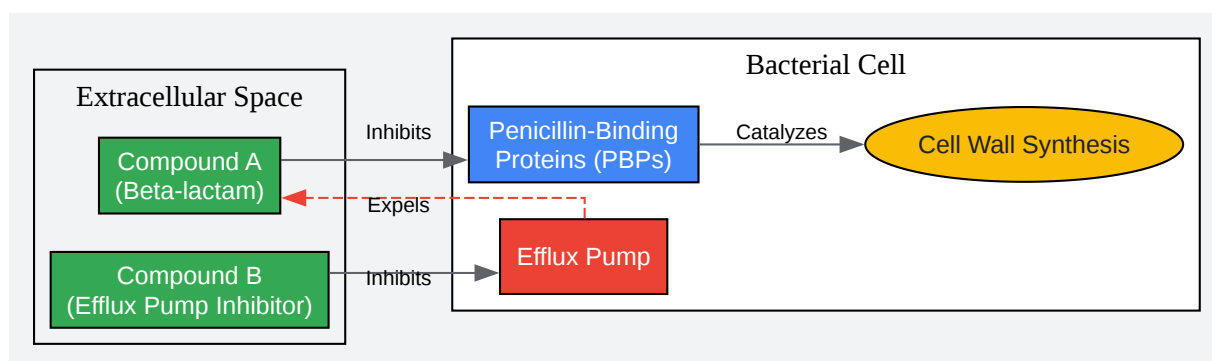 Bacterial Cell
Extracellular Space
Compound A
(Beta-lactam)
Inhibits
Penicillin-Binding
Proteins (PBPs)
Catalyzes
Cell Wall Synthesis
Expels
Compound B
(Efflux Pump Inhibitor)
Inhibits
Efflux Pump